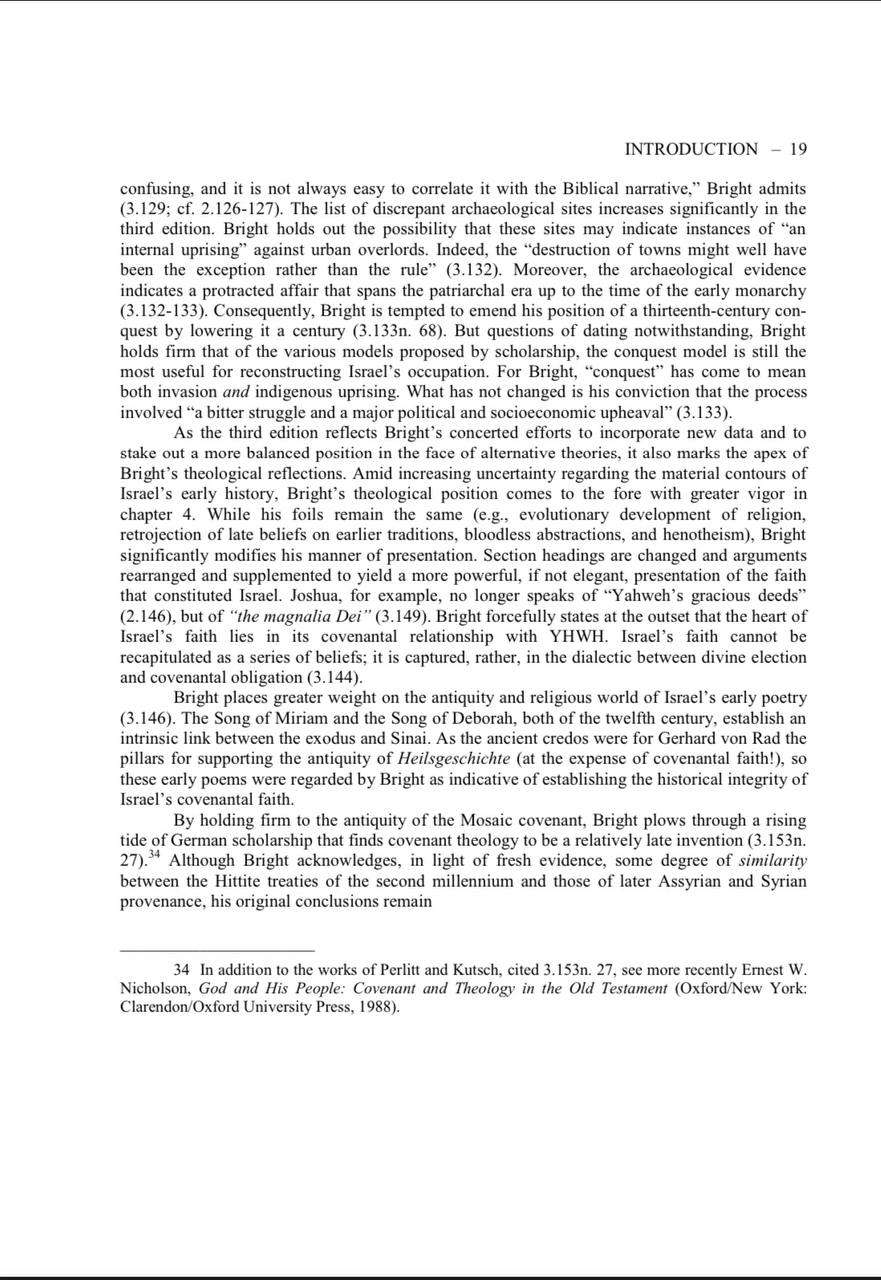 INTRODUCTION – 19
confusing, and it is not always easy to correlate it with the Biblical narrative,” Bright admits
(3.129; cf. 2.126-127). The list of discrepant archaeological sites increases significantly in the
third edition. Bright holds out the possibility that these sites may indicate instances of “an
internal uprising” against urban overlords. Indeed, the “destruction of towns might well have
been the exception rather than the rule” (3.132). Moreover, the archaeological evidence
indicates a protracted affair that spans the patriarchal era up to the time of the early monarchy
(3.132-133). Consequently, Bright is tempted to emend his position of a thirteenth-century con-
quest by lowering it a century (3.133n. 68). But questions of dating notwithstanding, Bright
holds firm that of the various models proposed by scholarship, the conquest model is still the
most useful for reconstructing Israel’s occupation. For Bright, “conquest” has come to mean
both invasion and indigenous uprising. What has not changed is his conviction that the process
involved “a bitter struggle and a major political and socioeconomic upheaval” (3.133).
As the third edition reflects Bright’s concerted efforts to incorporate new data and to
stake out a more balanced position in the face of alternative theories, it also marks the apex of
Bright’s theological reflections. Amid increasing uncertainty regarding the material contours of
Israel’s early history, Bright’s theological position comes to the fore with greater vigor in
chapter 4. While his foils remain the same (e.g., evolutionary development of religion,
retrojection of late beliefs on earlier traditions, bloodless abstractions, and henotheism), Bright
significantly modifies his manner of presentation. Section headings are changed and arguments
rearranged and supplemented to yield a more powerful, if not elegant, presentation of the faith
that constituted Israel. Joshua, for example, no longer speaks of “Yahweh’s gracious deeds”
(2.146), but of “the magnalia Dei” (3.149). Bright forcefully states at the outset that the heart of
Israel’s faith lies in its covenantal relationship with YHWH. Israel’s faith cannot be
recapitulated as a series of beliefs; it is captured, rather, in the dialectic between divine election
and covenantal obligation (3.144).
Bright places greater weight on the antiquity and religious world of Israel’s early poetry
(3.146). The Song of Miriam and the Song of Deborah, both of the twelfth century, establish an
intrinsic link between the exodus and Sinai. As the ancient credos were for Gerhard von Rad the
pillars for supporting the antiquity of Heilsgeschichte (at the expense of covenantal faith!), so
these early poems were regarded by Bright as indicative of establishing the historical integrity of
Israel’s covenantal faith.
By holding firm to the antiquity of the Mosaic covenant, Bright plows through a rising
tide of German scholarship that finds covenant theology to be a relatively late invention (3.153n.
27).34 Although Bright acknowledges, in light of fresh evidence, some degree of similarity
between the Hittite treaties of the second millennium and those of later Assyrian and Syrian
provenance, his original conclusions remain
34 In addition to the works of Perlitt and Kutsch, cited 3.153n. 27, see more recently Ernest W.
Nicholson, God and His People: Covenant and Theology in the Old Testament (Oxford/New York:
Clarendon/Oxford University Press, 1988).